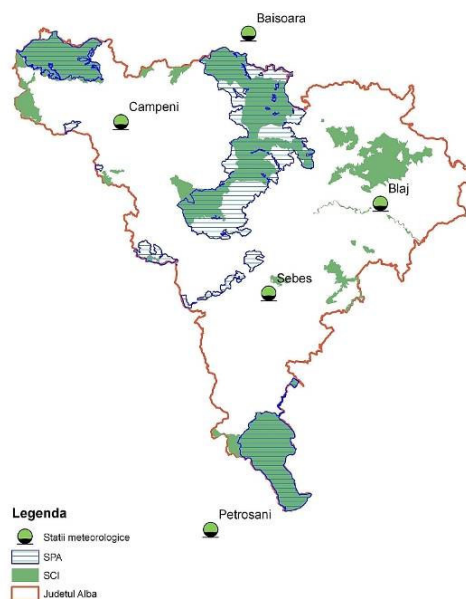 Baisoara
Campeni
Blaj
Sebes
Petrosani
Legenda
Statii meteorologice
SPA
SCI
Judetul Alba